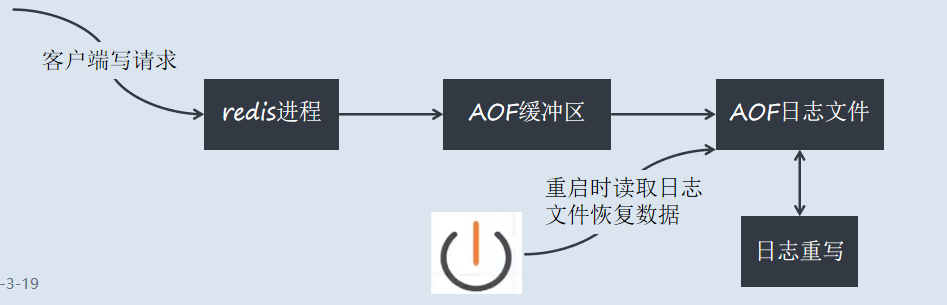 客户端写请求
redis进程
AOF缓冲区
AOF日志文件
重启时读取日志
文件恢复数据
日志重写
-3-19